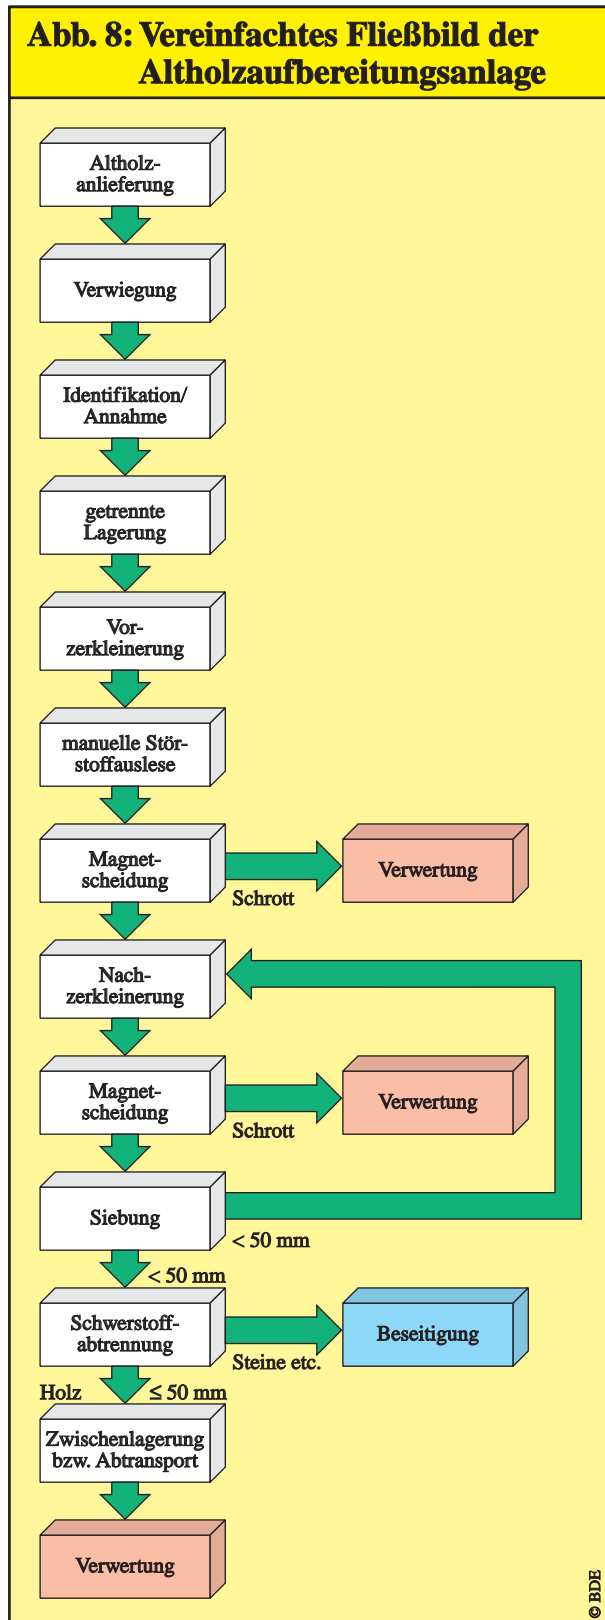 Abb. 8: Vereinfachtes Fließbild der
Altholzaufbereitungsanlage
Altholz-
anlieferung
Verwiegung
Identifikation/
Annahme
getrennte
Lagerung
Vor-
zerkleinerung
manuelle Stör-
stoffauslese
Magnet-
scheidung
Schrott
Verwertung
Nach-
zerkleinerung
Magnet-
scheidung
Schrott
Verwertung
Siebung
< 50 mm
< 50 mm
Schwerstoff-
abtrennung
Steine etc.
Beseitigung
Holz ≤ 50 mm
Zwischenlagerung
bzw. Abtransport
Verwertung
© BDE